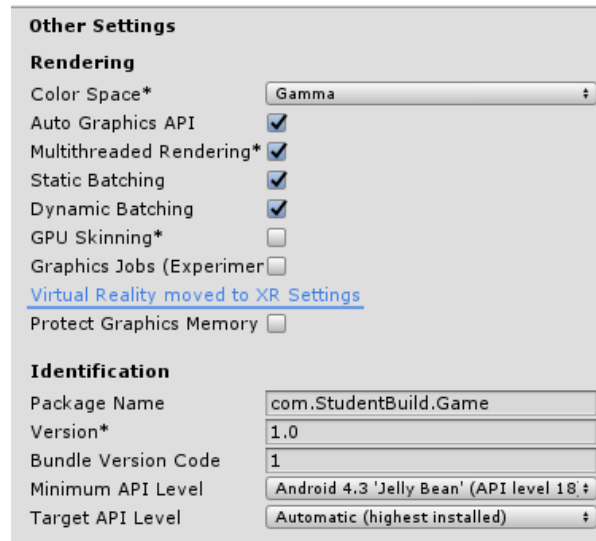 Other Settings
Rendering
Color Space* Gamma
Auto Graphics API
Multithreaded Rendering*
Static Batching
Dynamic Batching
GPU Skinning*
Graphics Jobs (Experimer
Virtual Reality moved to XR Settings
Protect Graphics Memory
Identification
Package Name com.StudentBuild.Game
Version* 1.0
Bundle Version Code 1
Minimum API Level Android 4.3 'Jelly Bean' (API level 18)
Target API Level Automatic (highest installed)